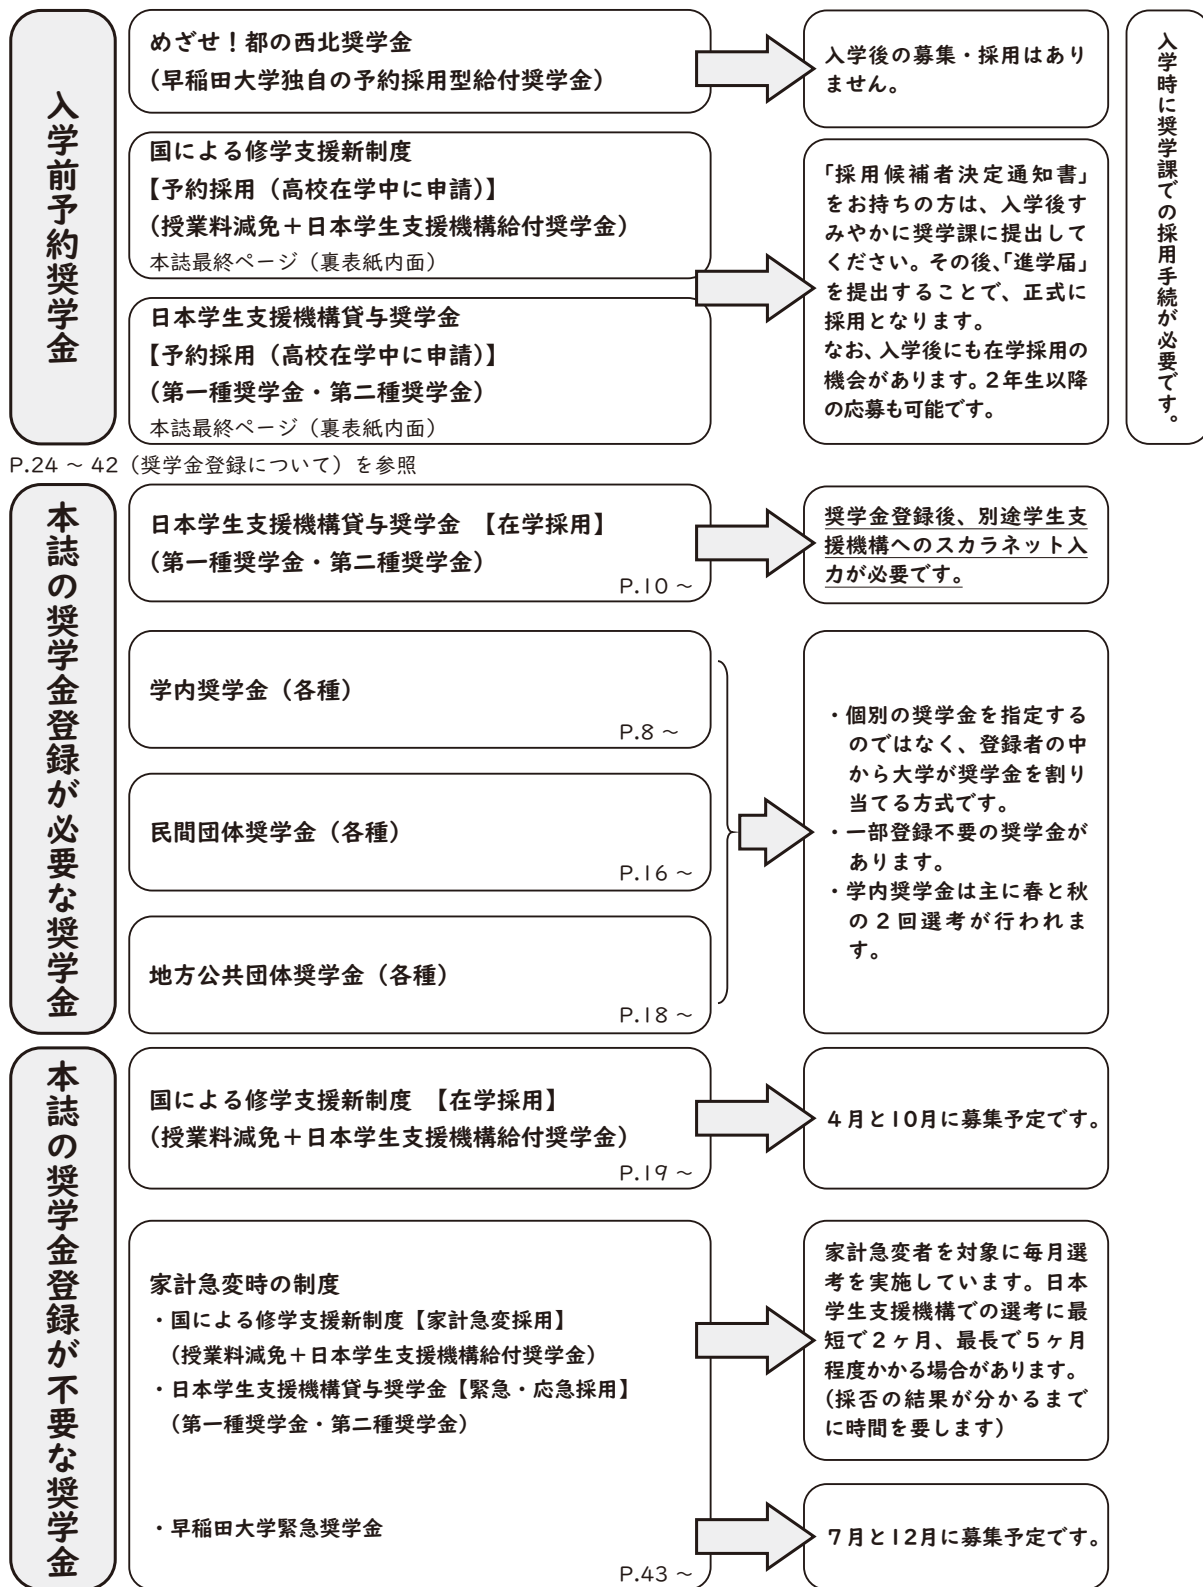 入学前予約奨学金
めざせ！都の西北奨学金
（早稲田大学独自の予約採用型給付奨学金）
入学後の募集・採用はあり
ません。
国による修学支援新制度
【予約採用（高校在学中に申請）】
（授業料減免＋日本学生支援機構給付奨学金）
本誌最終ページ（裏表紙内面）
日本学生支援機構貸与奨学金
【予約採用（高校在学中に申請）】
（第一種奨学金・第二種奨学金）
本誌最終ページ（裏表紙内面）
「採用候補者決定通知書」
をお持ちの方は、入学後す
みやかに奨学課に提出して
ください。その後、「進学届」
を提出することで、正式に
採用となります。
なお、入学後にも在学採用の
機会があります。2年生以降
の応募も可能です。
入学時に奨学課での採用手続が必要です。
P.24 ～ 42（奨学金登録について）を参照
本誌の奨学金登録が必要な奨学金
日本学生支援機構貸与奨学金　【在学採用】
（第一種奨学金・第二種奨学金）
P.10 ～
奨学金登録後、別途学生支
援機構へのスカラネット入
力が必要です。
学内奨学金（各種）
P.8 ～
民間団体奨学金（各種）
P.16 ～
地方公共団体奨学金（各種）
P.18 ～
・個別の奨学金を指定する
のではなく、登録者の中
から大学が奨学金を割り
当てる方式です。
・一部登録不要の奨学金が
あります。
・学内奨学金は主に春と秋
の２回選考が行われま
す。
本誌の奨学金登録が不要な奨学金
国による修学支援新制度　【在学採用】
（授業料減免＋日本学生支援機構給付奨学金）
P.19 ～
4月と10月に募集予定です。
家計急変時の制度
・国による修学支援新制度【家計急変採用】
（授業料減免＋日本学生支援機構給付奨学金）
・日本学生支援機構貸与奨学金【緊急・応急採用】
（第一種奨学金・第二種奨学金）
家計急変者を対象に毎月選
考を実施しています。日本
学生支援機構での選考に最
短で２ヶ月、最長で５ヶ月
程度かかる場合があります。
（採否の結果が分かるまで
に時間を要します）
・早稲田大学緊急奨学金
P.43 ～
7月と12月に募集予定です。